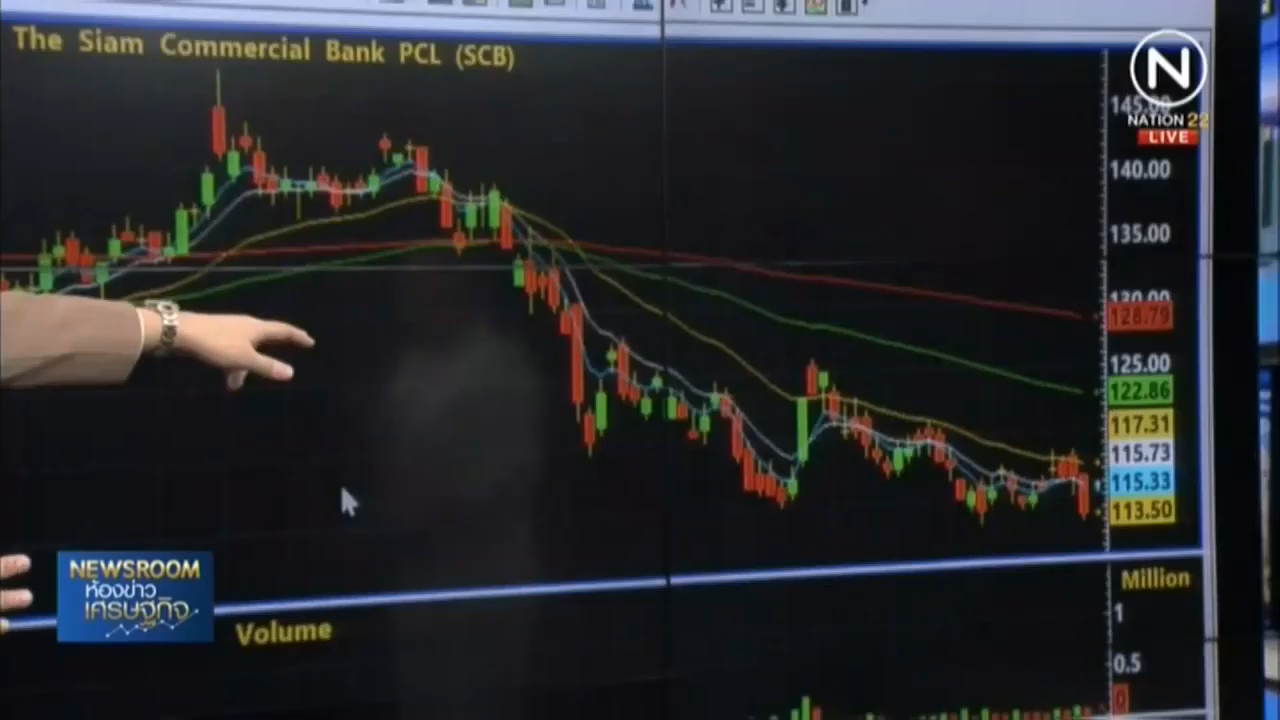 The Siam Commercial Bank PCL (SCB)
N
NATION 22
LIVE
145.00
140.00
135.00
130.00
128.79
125.00
122.86
117.31
115.73
115.33
113.50
NEWSROOM
ห้องข่าว
เศรษฐกิจ
Volume
Million
1
0.5
0